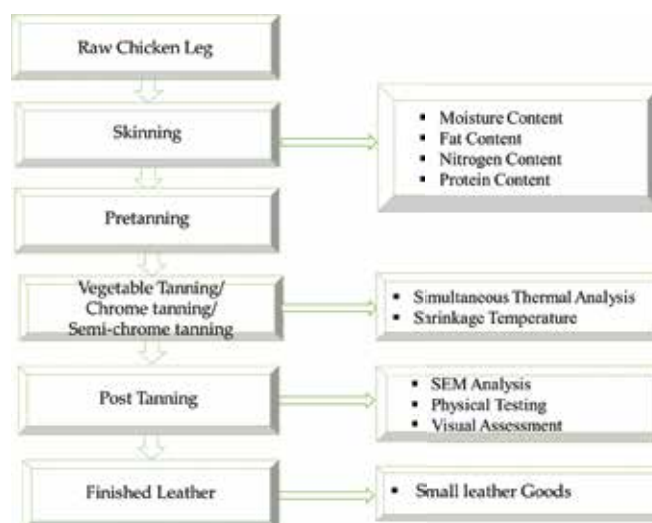 Raw Chicken Leg
Skinning
▪ Moisture Content
▪ Fat Content
▪ Nitrogen Content
▪ Protein Content
Pretanning
Vegetable Tanning/
Chrome tanning/
Semi-chrome tanning
▪ Simultaneous Thermal Analysis
▪ Shrinkage Temperature
Post Tanning
▪ SEM Analysis
▪ Physical Testing
▪ Visual Assessment
Finished Leather
▪ Small leather Goods